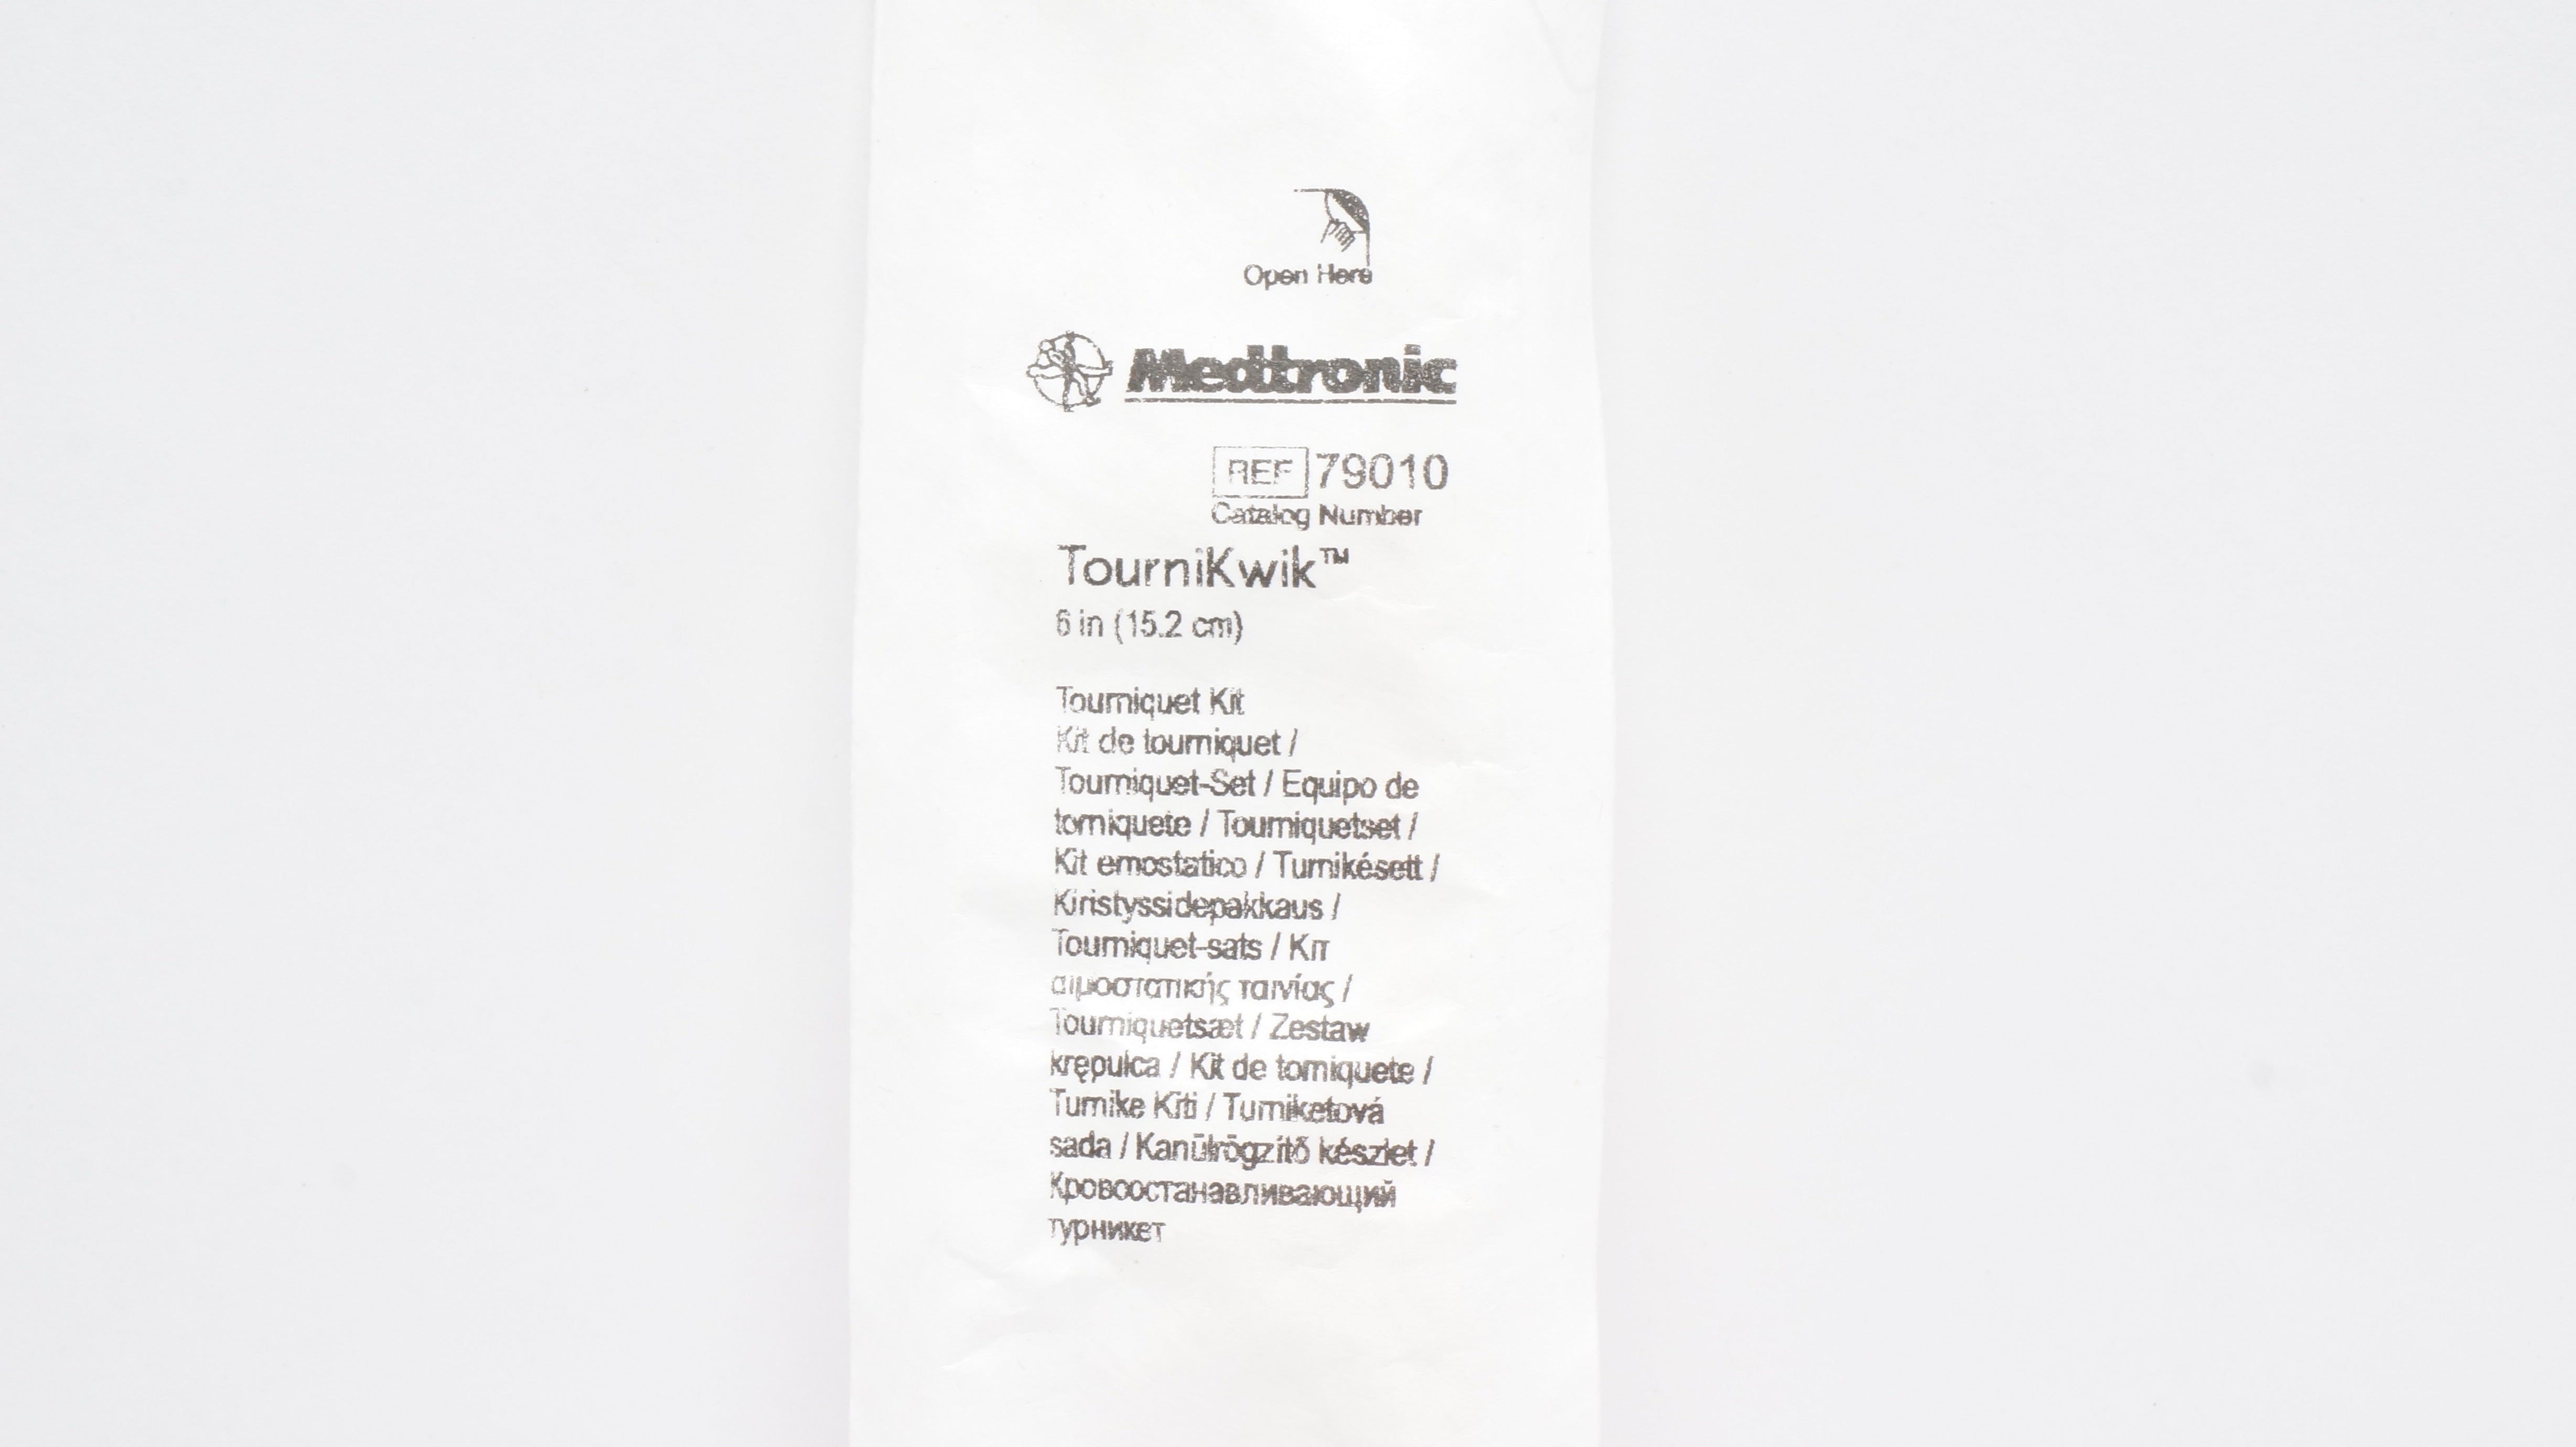 Open Here
Medtronic
REF 79010
Catalog Number
TourniKwik™
6 in (15.2 cm)
Tourniquet Kit
Kit de tourniquet /
Tourniquet-Set / Equipo de
torniquete / Tourniquetset /
Kit emostatico / Turnikésett /
Kiristyssidepakkaus /
Tourniquet-sats / Κιτ
αιμοστατικής ταινίας /
Tourniquetsæt / Zestaw
krępulca / Kit de torniquete /
Turnike Kiti / Turniketová
sada / Kanülrögzítő készlet /
Кровоостанавливающий
турникет